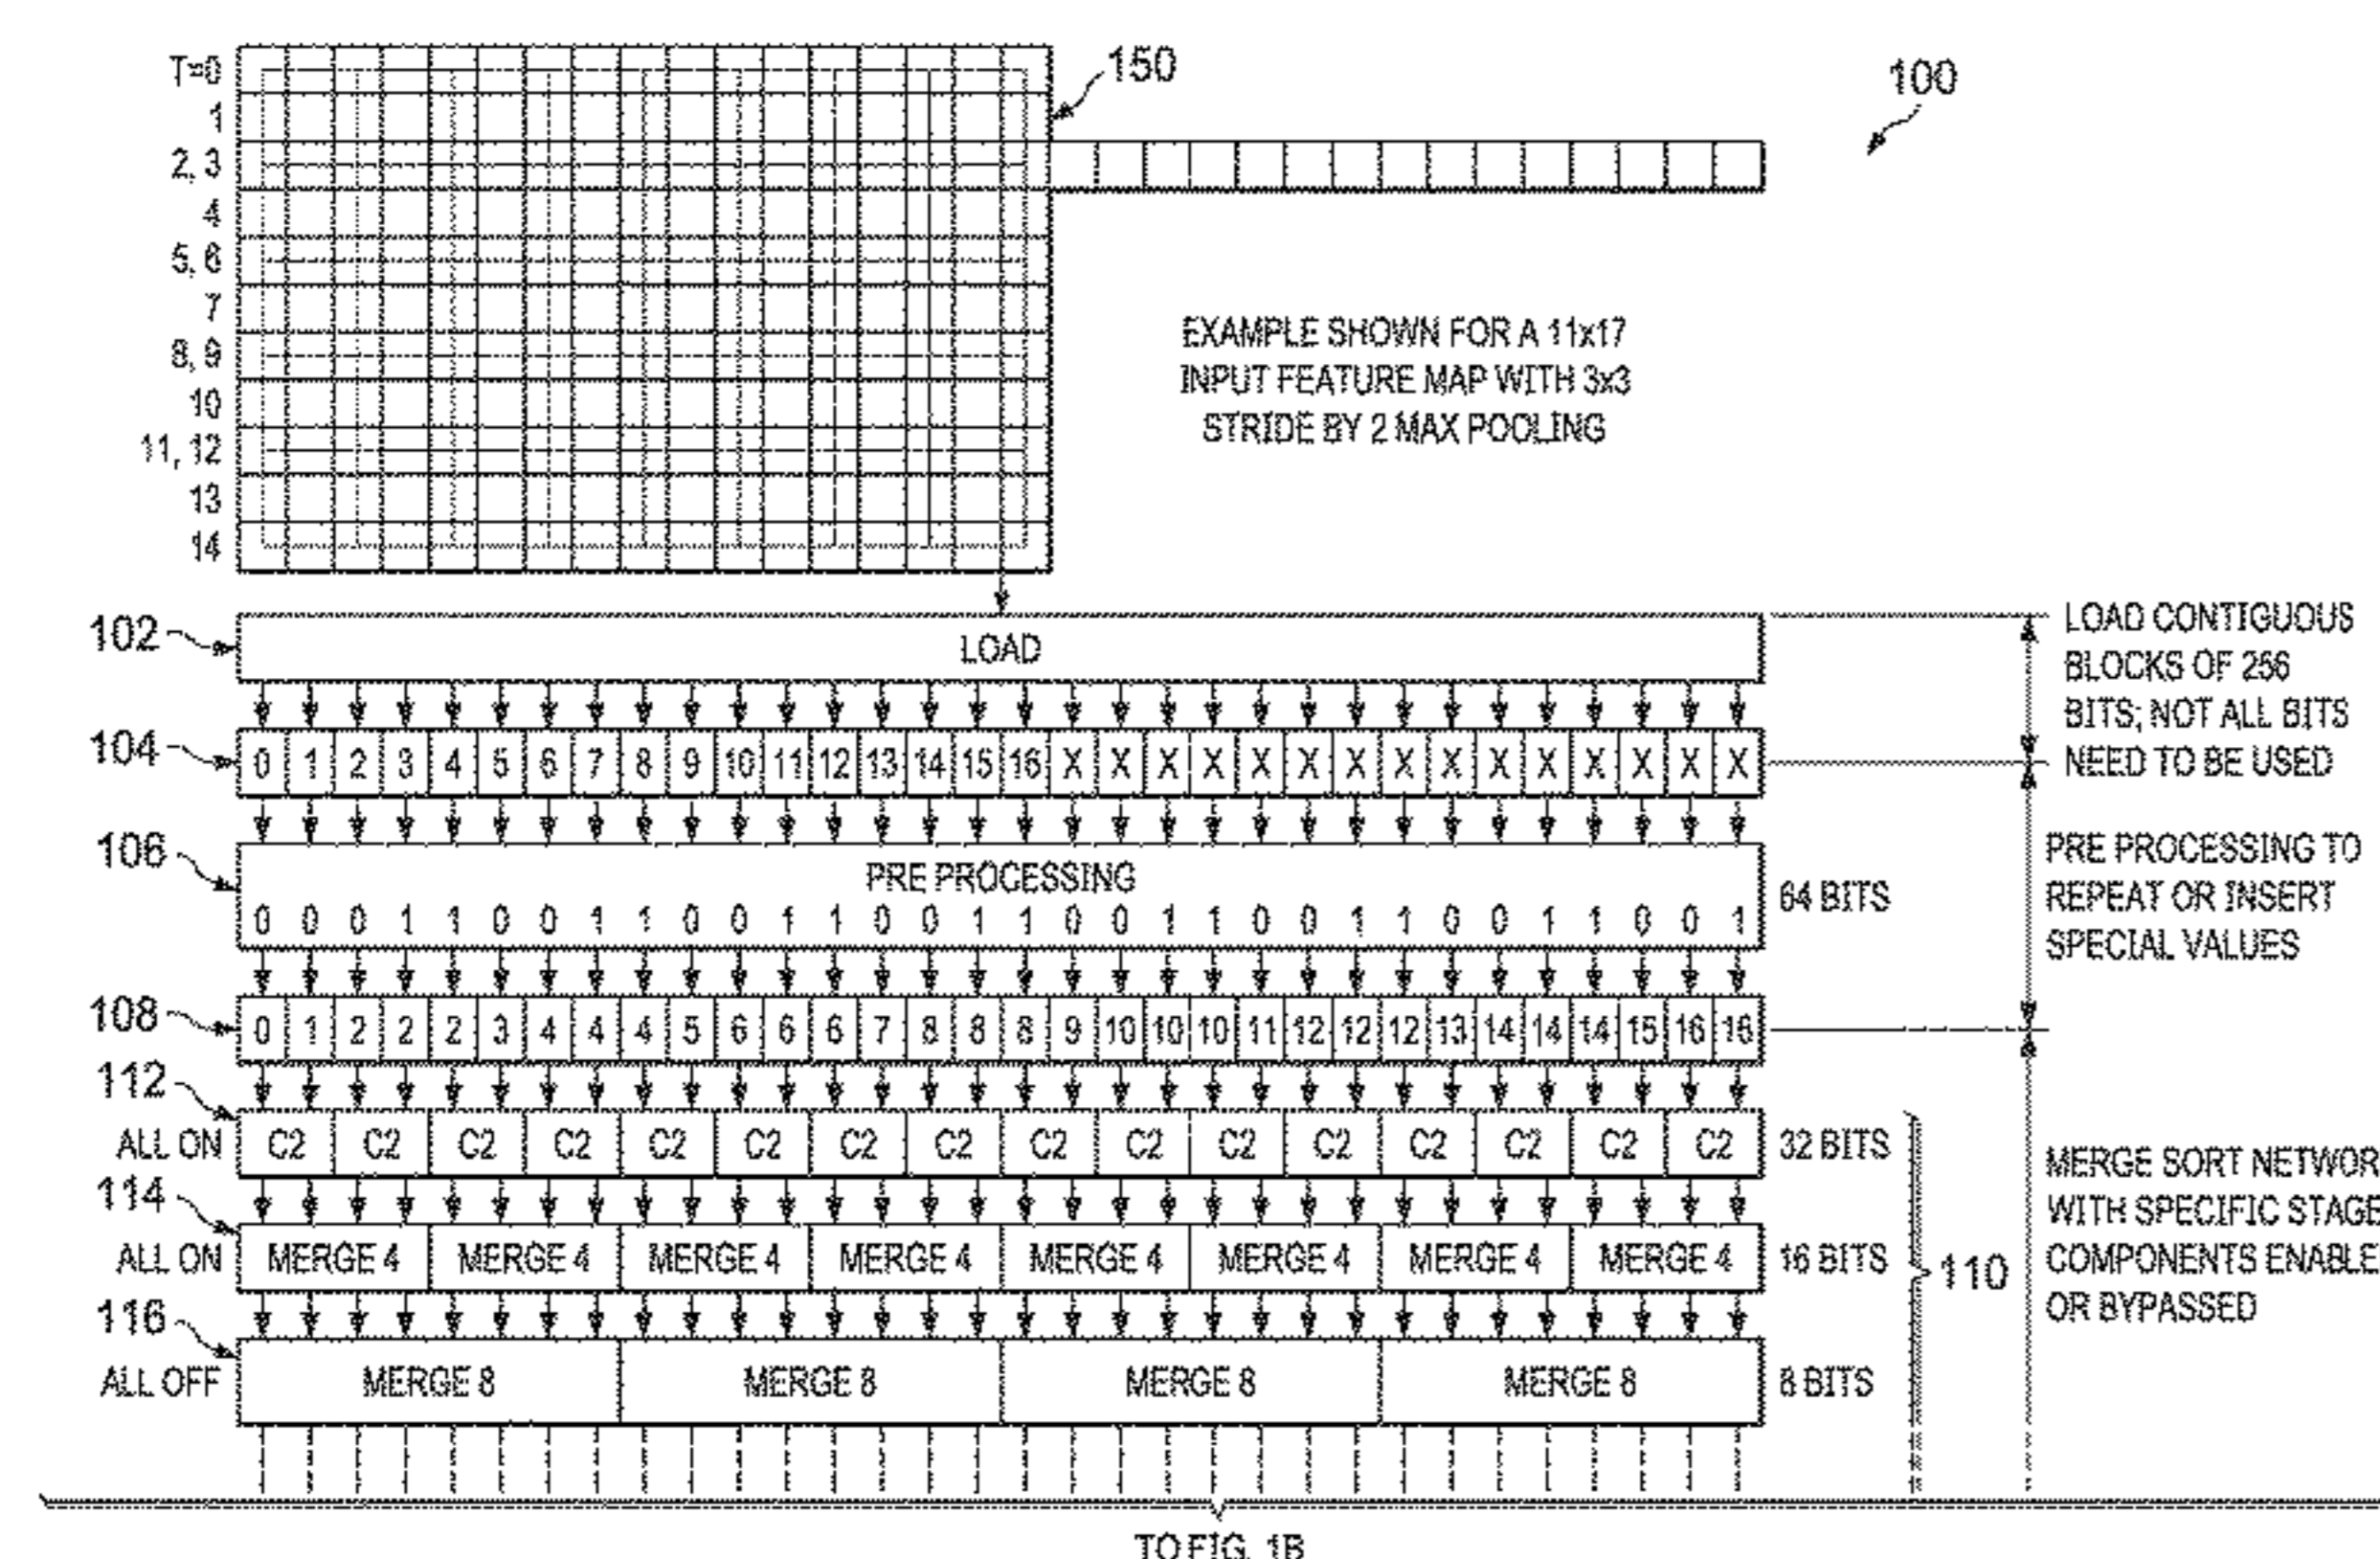 T=0
150
100
1
2, 3
4
5, 6
7
8, 9
10
11, 12
13
14
EXAMPLE SHOWN FOR A 11x17
INPUT FEATURE MAP WITH 3x3
STRIDE BY 2 MAX POOLING
102
LOAD
LOAD CONTIGUOUS
BLOCKS OF 256
BITS; NOT ALL BITS
NEED TO BE USED
104
0 1 2 3 4 5 6 7 8 9 10 11 12 13 14 15 16 X X X X X X X X X X X X X X X
106
PRE PROCESSING
0 0 0 1 1 0 0 1 1 0 0 1 1 0 0 1 1 0 0 1 1 0 0 1 1 0 0 1 1 0 0 1
64 BITS
PRE PROCESSING TO
REPEAT OR INSERT
SPECIAL VALUES
108
0 1 2 2 2 3 4 4 4 5 6 6 6 7 8 8 8 9 10 10 10 11 12 12 12 13 14 14 14 15 16 16
112
ALL ON
C2 C2 C2 C2 C2 C2 C2 C2 C2 C2 C2 C2 C2 C2 C2 C2
32 BITS
114
ALL ON
MERGE 4 MERGE 4 MERGE 4 MERGE 4 MERGE 4 MERGE 4 MERGE 4 MERGE 4
16 BITS
110
MERGE SORT NETWOR
WITH SPECIFIC STAGE
COMPONENTS ENABLE
OR BYPASSED
116
ALL OFF
MERGE 8 MERGE 8 MERGE 8 MERGE 8
8 BITS
TO FIG. 1B